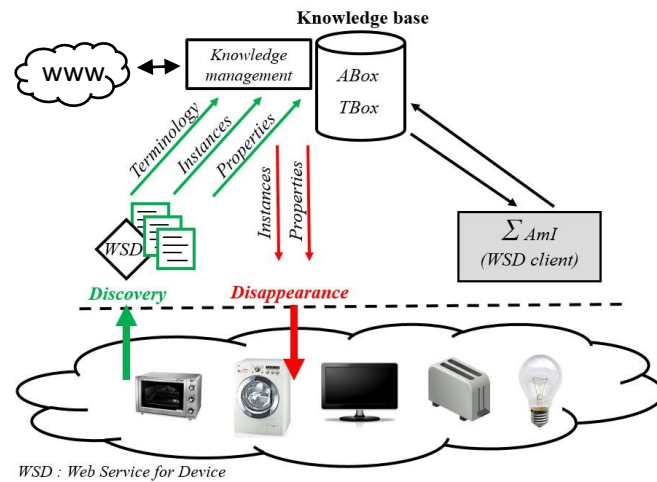 Knowledge base
WWW
Knowledge
management
ABox
TBox
Terminology
Instances
Properties
Instances
Properties
WSD
Σ AmI
(WSD client)
Discovery
Disappearance
WSD : Web Service for Device